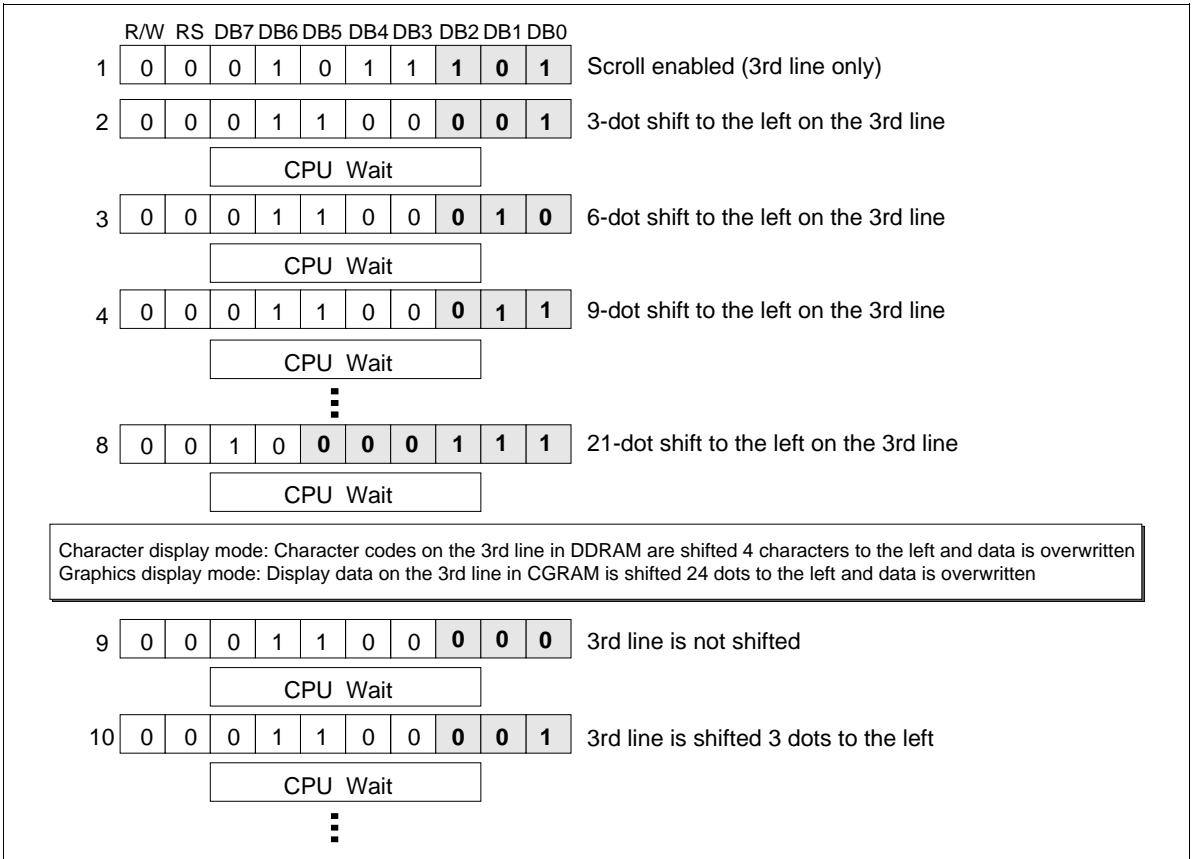 R/W RS DB7 DB6 DB5 DB4 DB3 DB2 DB1 DB0
1 0 0 0 1 0 1 1 1 0 1 Scroll enabled (3rd line only)
2 0 0 0 1 1 0 0 0 0 1 3-dot shift to the left on the 3rd line
CPU Wait
3 0 0 0 1 1 0 0 0 1 0 6-dot shift to the left on the 3rd line
CPU Wait
4 0 0 0 1 1 0 0 0 1 1 9-dot shift to the left on the 3rd line
CPU Wait
8 0 0 1 0 0 0 0 1 1 1 21-dot shift to the left on the 3rd line
CPU Wait
Character display mode: Character codes on the 3rd line in DDRAM are shifted 4 characters to the left and data is overwritten
Graphics display mode: Display data on the 3rd line in CGRAM is shifted 24 dots to the left and data is overwritten
9 0 0 0 1 1 0 0 0 0 0 3rd line is not shifted
CPU Wait
10 0 0 0 1 1 0 0 0 0 1 3rd line is shifted 3 dots to the left
CPU Wait